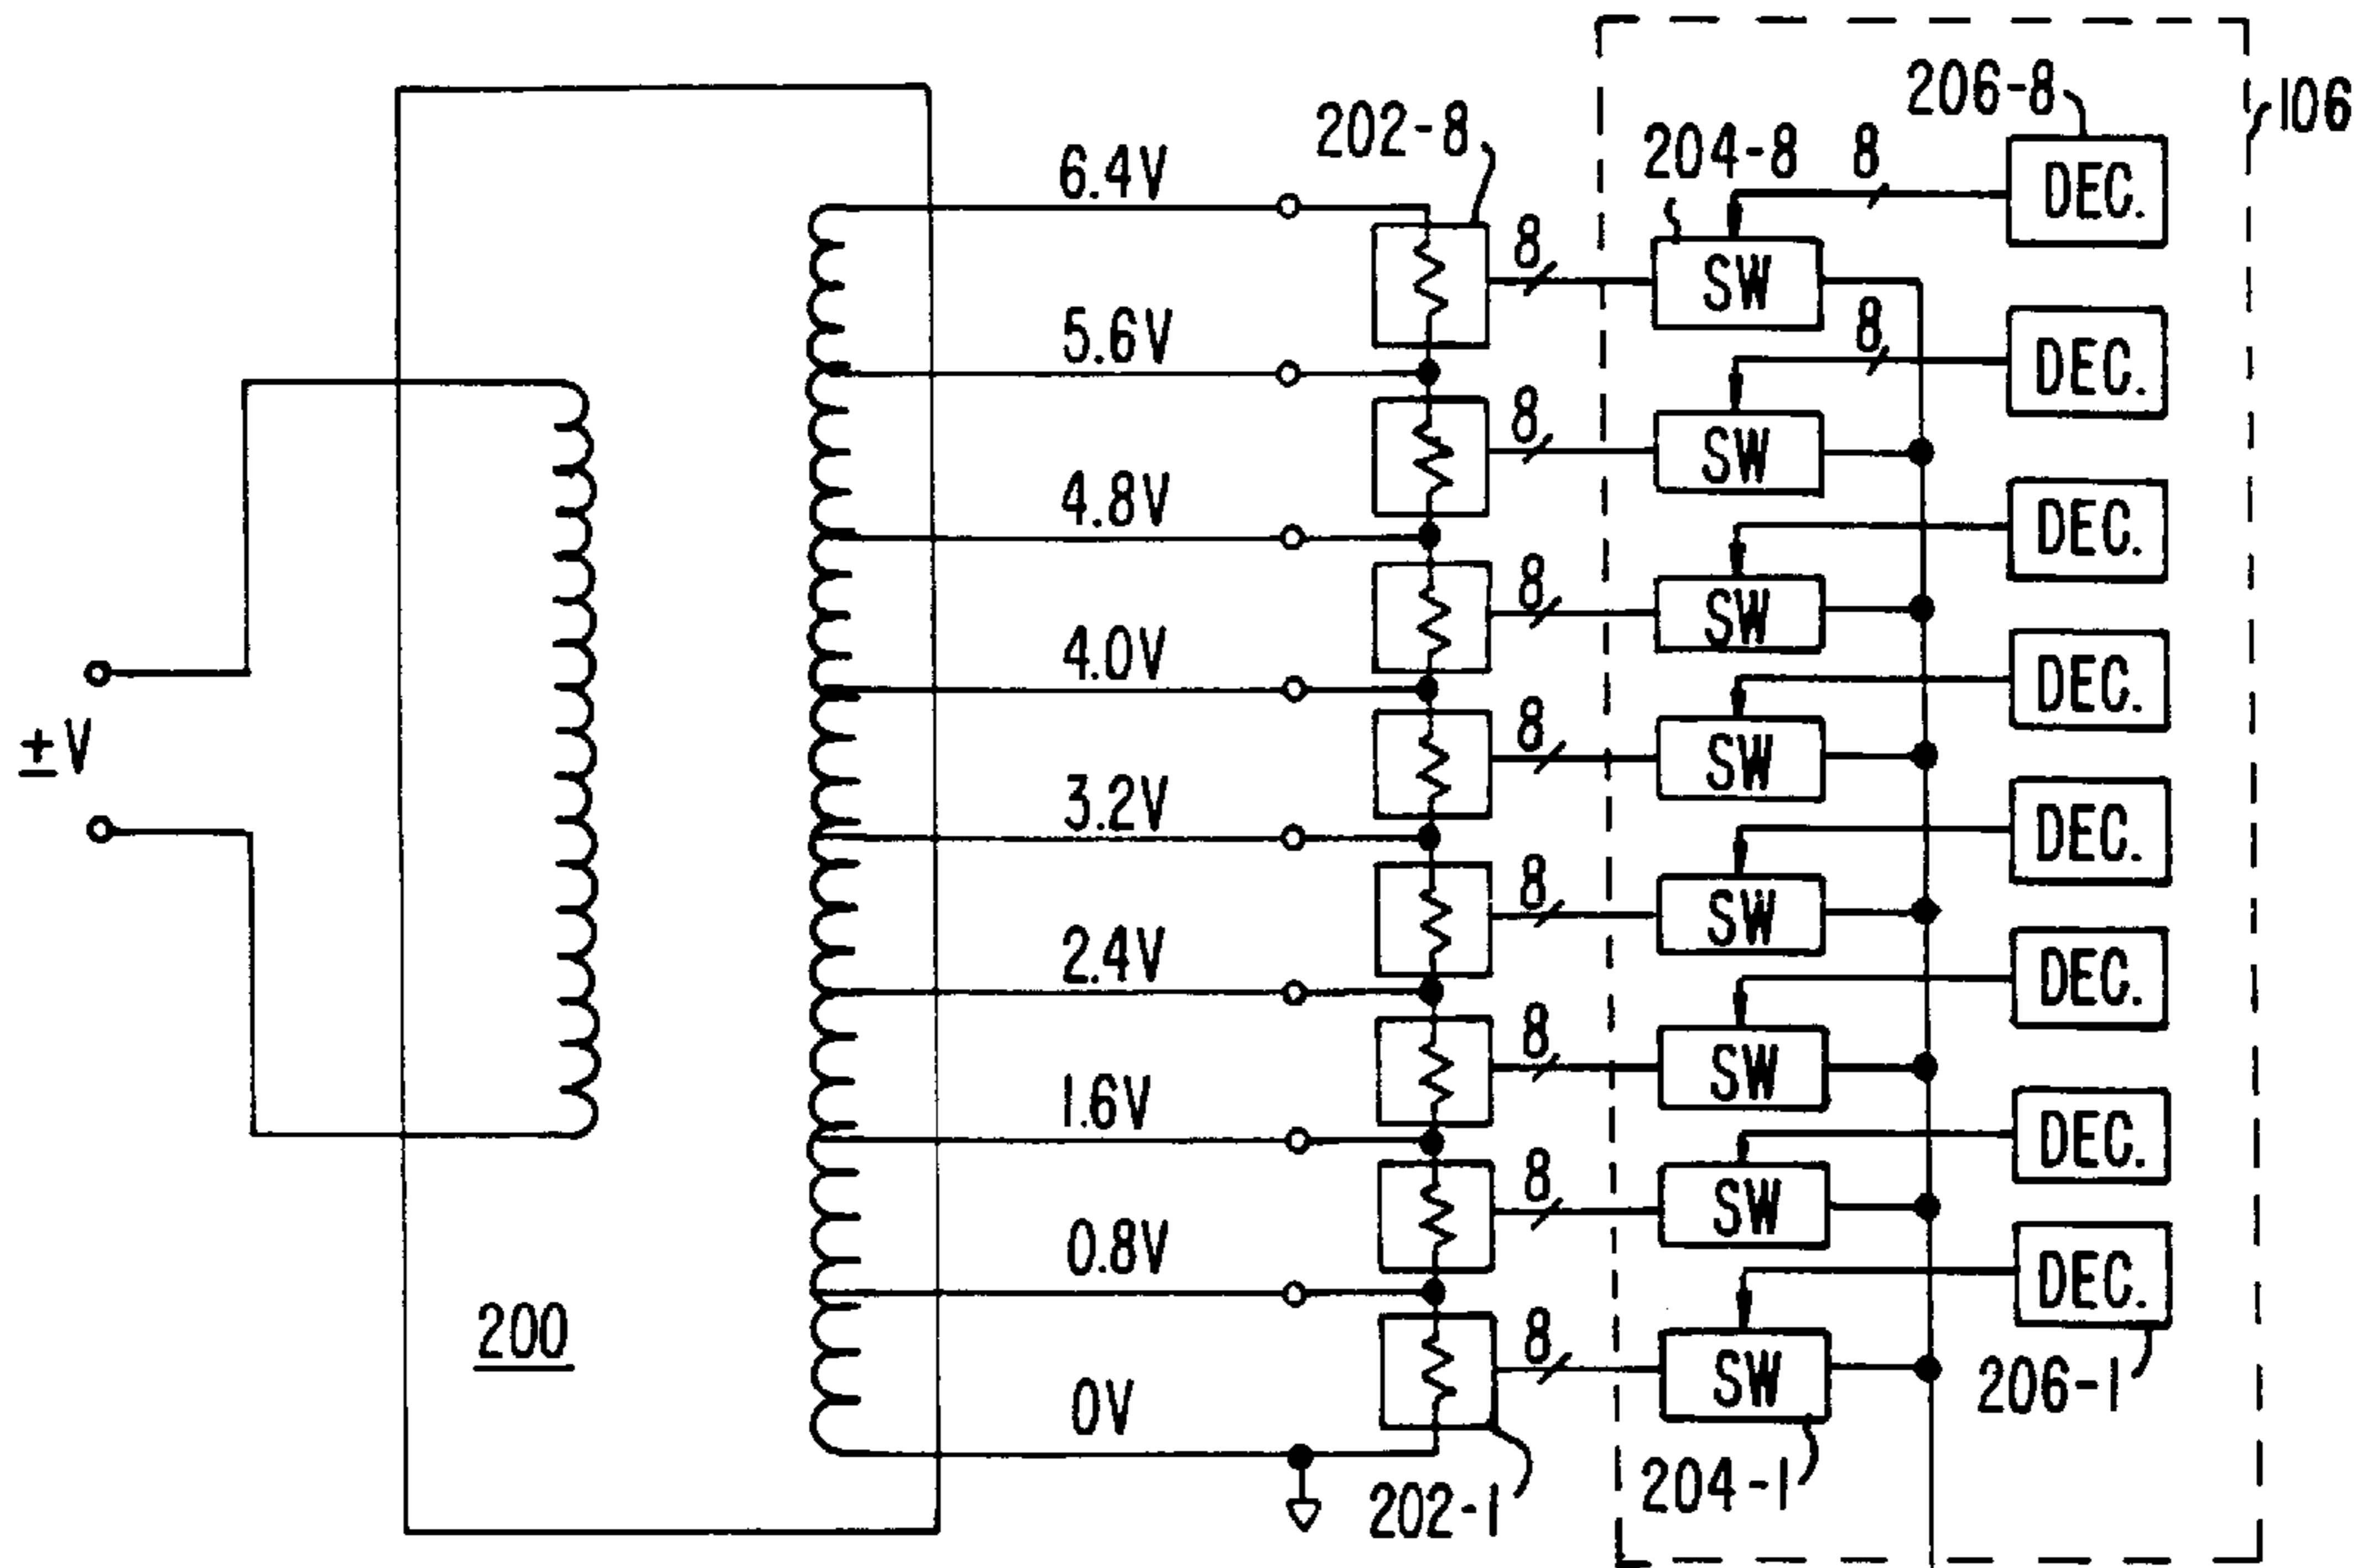 206-8
106
202-8
204-8
8
DEC.
6.4V
8
SW
5.6V
8
DEC.
8
SW
4.8V
DEC.
8
SW
4.0V
DEC.
8
SW
±V
3.2V
DEC.
8
SW
2.4V
DEC.
8
SW
1.6V
DEC.
8
SW
0.8V
DEC.
200
8
SW
0V
206-1
202-1
204-1